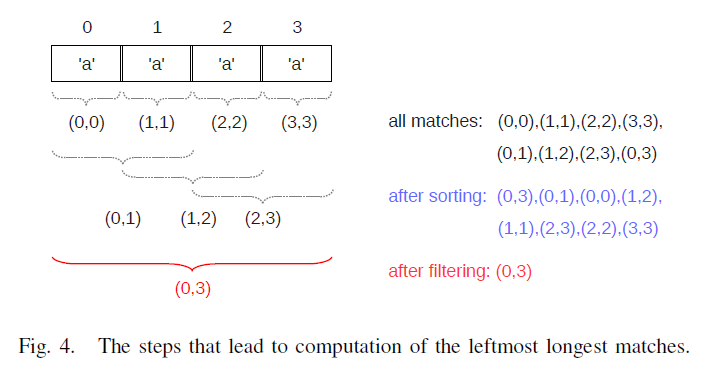 0 1 2 3
'a' 'a' 'a' 'a'
(0,0) (1,1) (2,2) (3,3)
(0,1) (1,2) (2,3)
(0,3)
all matches: (0,0),(1,1),(2,2),(3,3),
(0,1),(1,2),(2,3),(0,3)
after sorting: (0,3),(0,1),(0,0),(1,2),
(1,1),(2,3),(2,2),(3,3)
after filtering: (0,3)
Fig. 4. The steps that lead to computation of the leftmost longest matches.